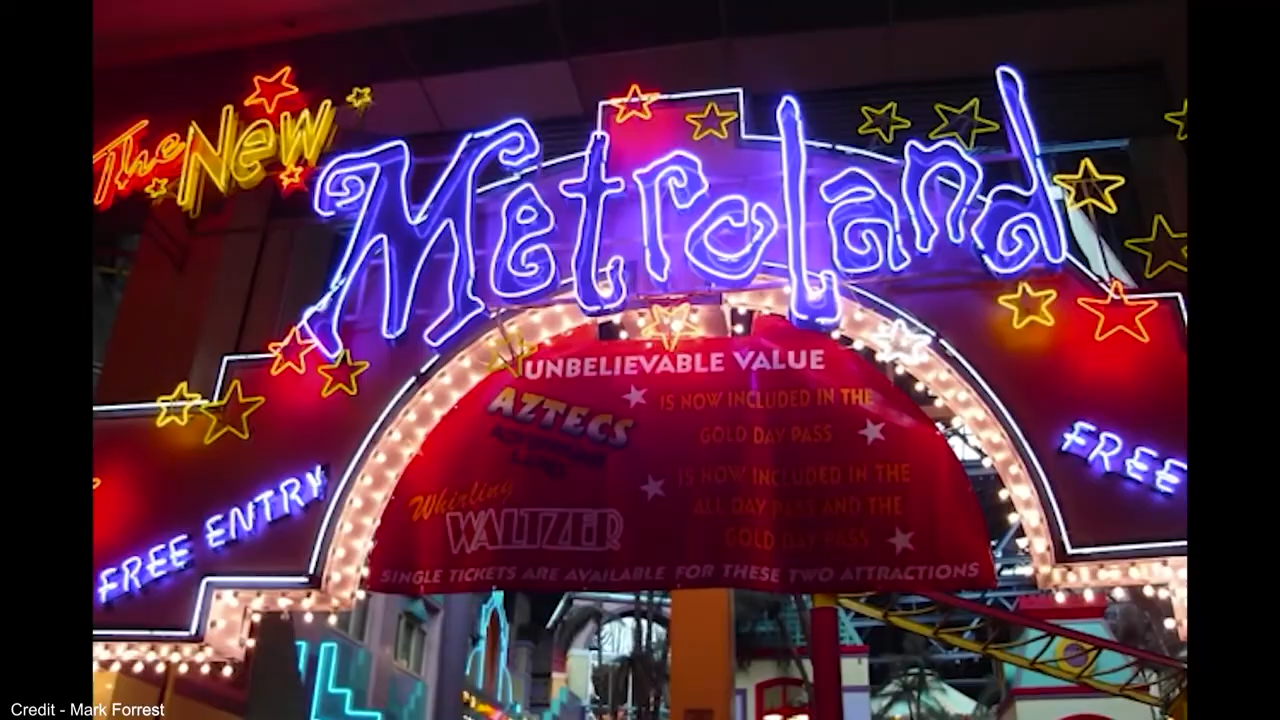 The New
Metroland
UNBELIEVABLE VALUE
AZTECS
IS NOW INCLUDED IN THE
GOLD DAY PASS
Whirling
WALTZER
IS NOW INCLUDED IN THE
ALL DAY PASS AND THE
GOLD DAY PASS
SINGLE TICKETS ARE AVAILABLE FOR THESE TWO ATTRACTIONS
FREE ENTRY
FREE
Credit - Mark Forrest